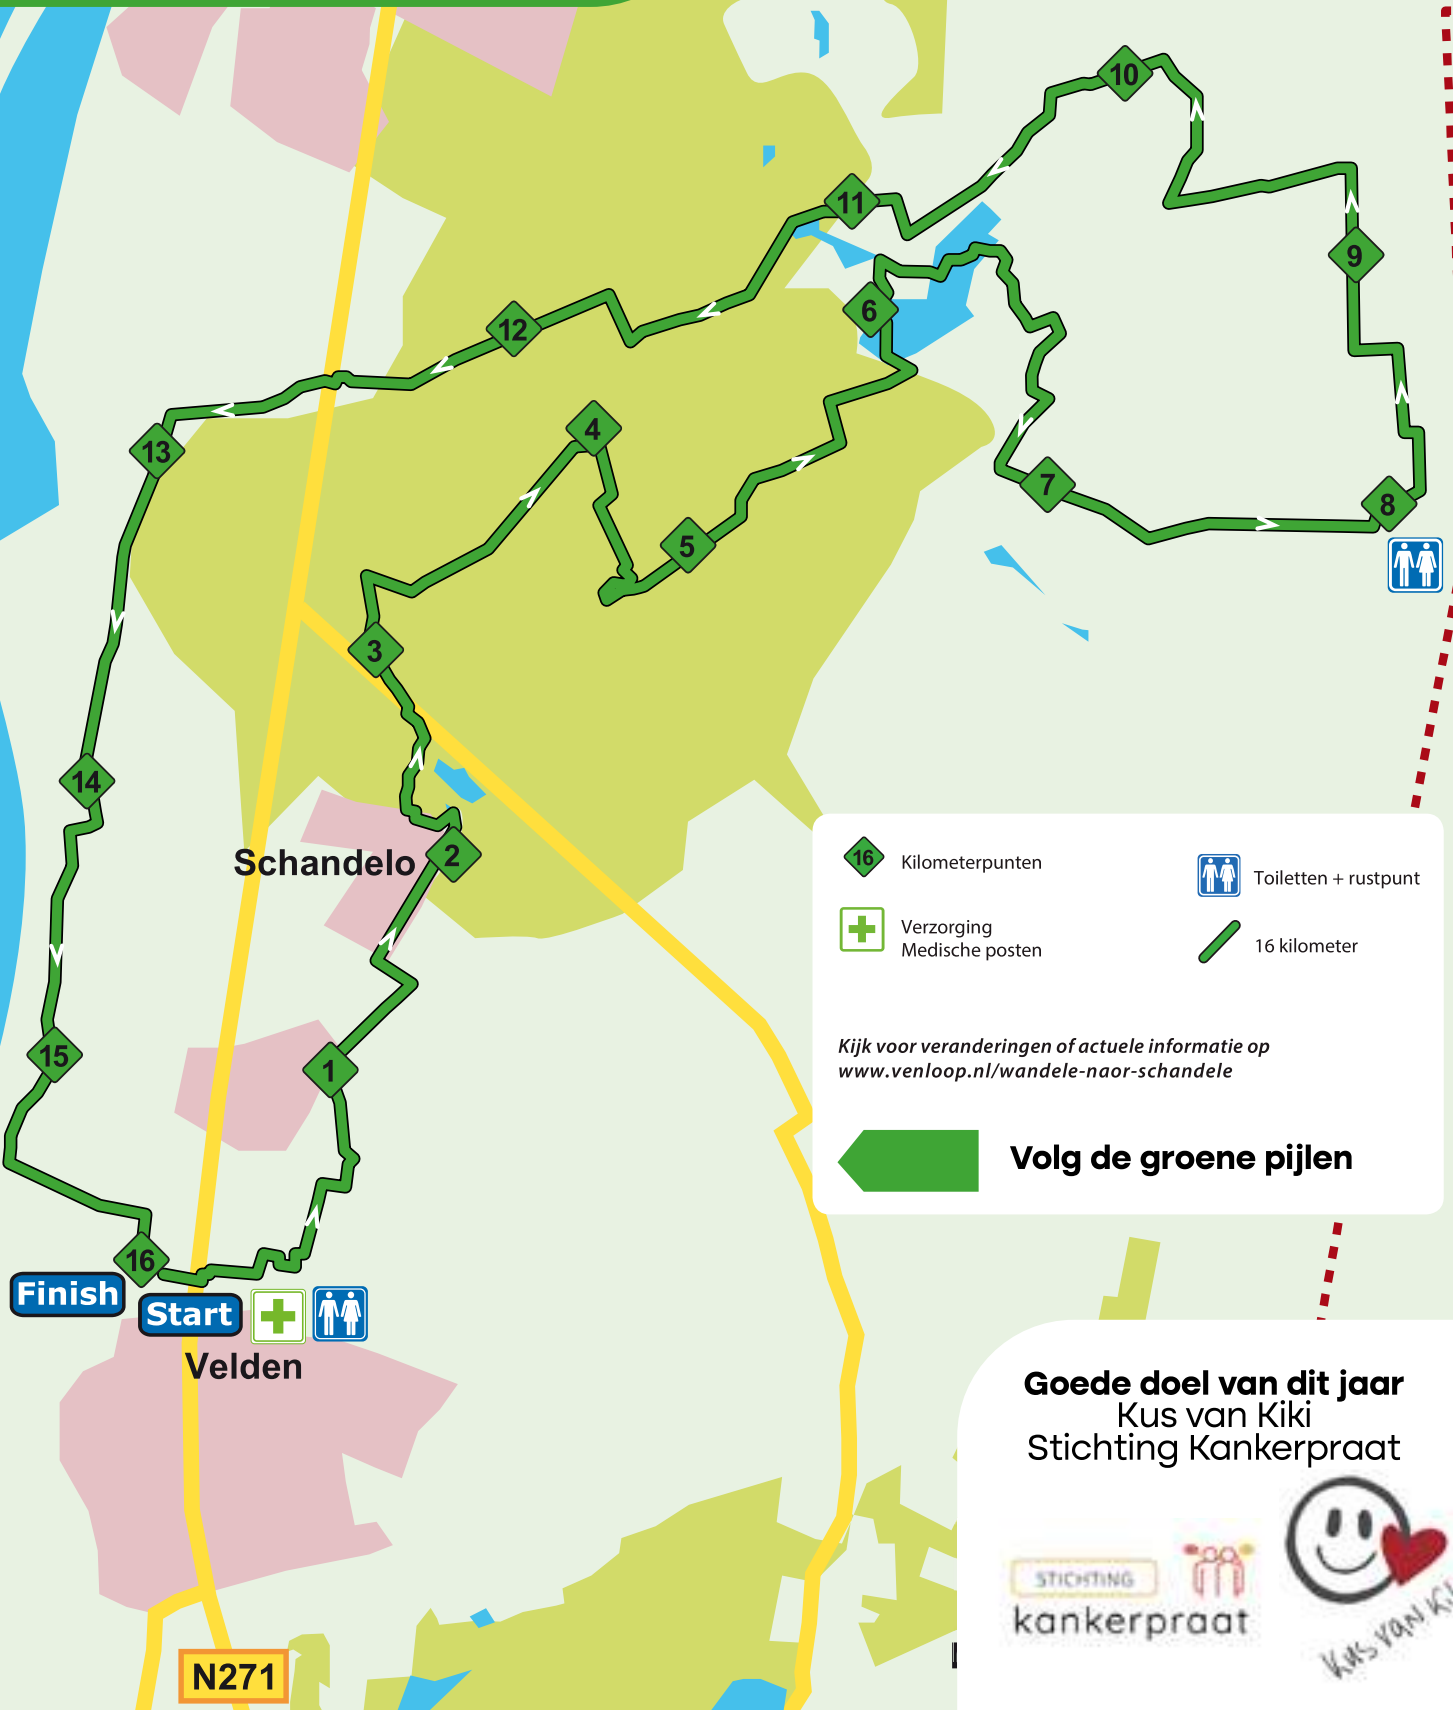 10
11
9
6
12
4
13
7
8
5
3
14
Schandelo
2
16
Kilometerpunten
Toiletten + rustpunt
Verzorging
Medische posten
16 kilometer
15
1
Kijk voor veranderingen of actuele informatie op
www.venloop.nl/wandele-naor-schandele
Volg de groene pijlen
16
Finish
Start
Velden
Goede doel van dit jaar
Kus van Kiki
Stichting Kankerpraat
STICHTING
kankerpraat
Kus van
N271